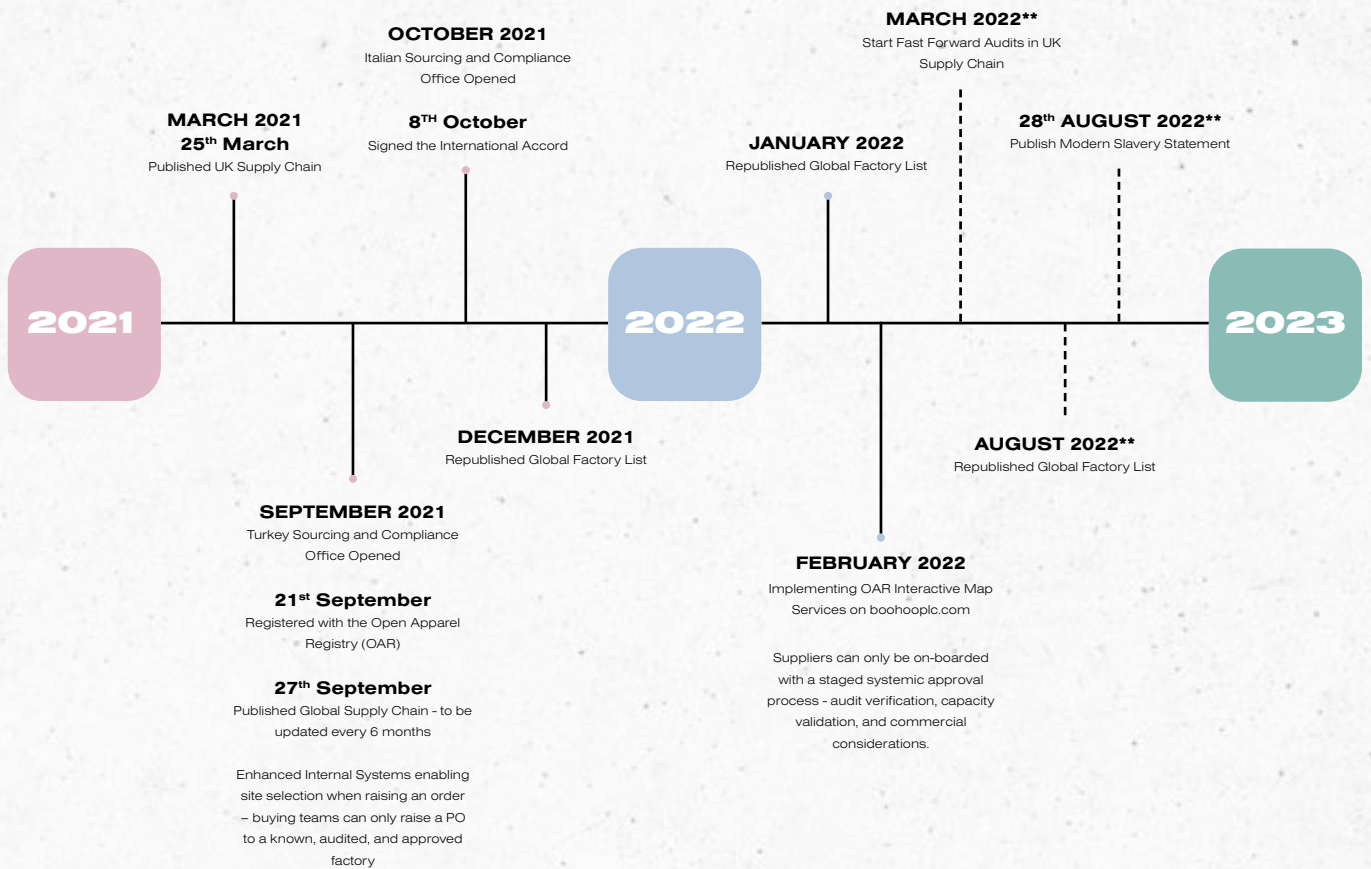 MARCH 2021
25th March
Published UK Supply Chain
OCTOBER 2021
Italian Sourcing and Compliance
Office Opened
8TH October
Signed the International Accord
JANUARY 2022
Republished Global Factory List
MARCH 2022**
Start Fast Forward Audits in UK
Supply Chain
28th AUGUST 2022**
Publish Modern Slavery Statement
2021
2022
2023
SEPTEMBER 2021
Turkey Sourcing and Compliance
Office Opened
21st September
Registered with the Open Apparel
Registry (OAR)
27th September
Published Global Supply Chain - to be
updated every 6 months
Enhanced Internal Systems enabling
site selection when raising an order
– buying teams can only raise a PO
to a known, audited, and approved
factory
DECEMBER 2021
Republished Global Factory List
FEBRUARY 2022
Implementing OAR Interactive Map
Services on boohooplc.com
Suppliers can only be on-boarded
with a staged systemic approval
process - audit verification, capacity
validation, and commercial
considerations.
AUGUST 2022**
Republished Global Factory List